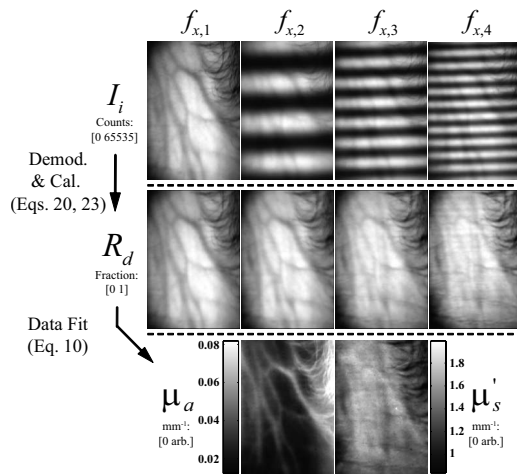 f_{x,1} f_{x,2} f_{x,3} f_{x,4}
I_i
Counts:
[0 65535]
Demod.
& Cal.
(Eqs. 20, 23)
R_d
Fraction:
[0 1]
Data Fit
(Eq. 10)
μ_a
mm⁻¹:
[0 arb.]
0.08
0.06
0.04
0.02
1.8
1.6
1.4
1.2
1
μ'_s
mm⁻¹:
[0 arb.]